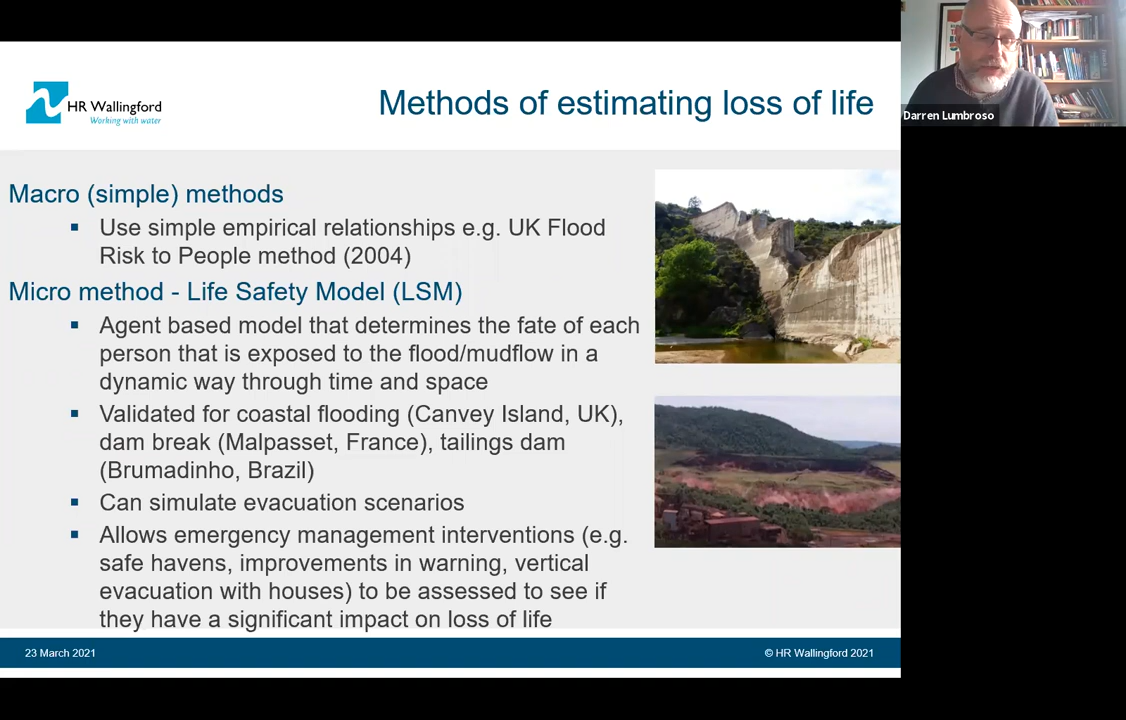 HR Wallingford
Working with water
Methods of estimating loss of life
Darren Lumbroso
Macro (simple) methods
▪ Use simple empirical relationships e.g. UK Flood
Risk to People method (2004)
Micro method - Life Safety Model (LSM)
▪ Agent based model that determines the fate of each
person that is exposed to the flood/mudflow in a
dynamic way through time and space
▪ Validated for coastal flooding (Canvey Island, UK),
dam break (Malpasset, France), tailings dam
(Brumadinho, Brazil)
▪ Can simulate evacuation scenarios
▪ Allows emergency management interventions (e.g.
safe havens, improvements in warning, vertical
evacuation with houses) to be assessed to see if
they have a significant impact on loss of life
23 March 2021
© HR Wallingford 2021